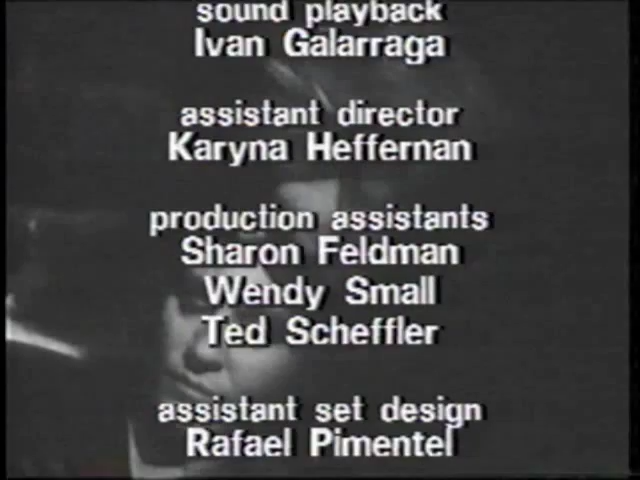 sound playback
Ivan Galarraga
assistant director
Karyna Heffernan
production assistants
Sharon Feldman
Wendy Small
Ted Scheffler
assistant set design
Rafael Pimentel